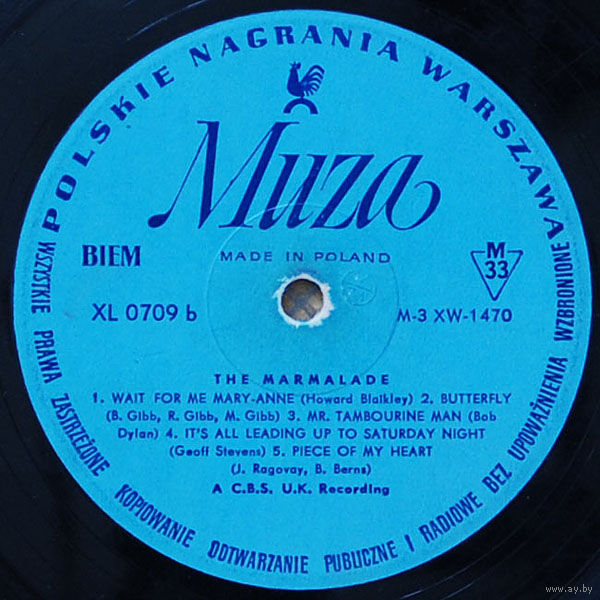 POLSKIE NAGRANIA WARSZAWA
Muza
BIEM
MADE IN POLAND
M
33
XL 0709 b
M-3 XW-1470
THE MARMALADE
1. WAIT FOR ME MARY-ANNE (Howard Blaikley) 2. BUTTERFLY
(B. Gibb, R. Gibb, M. Gibb) 3. MR. TAMBOURINE MAN (Bob
Dylan) 4. IT'S ALL LEADING UP TO SATURDAY NIGHT
(Geoff Stevens) 5. PIECE OF MY HEART
(J. Ragovay, B. Berns)
A C.B.S. U.K. Recording
WSZYSTKIE PRAWA ZASTRZEŻONE KOPIOWANIE ODTWARZANIE PUBLICZNE I RADIOWE BEZ UPOWAŻNIENIA WZBRONIONE
www.ay.by